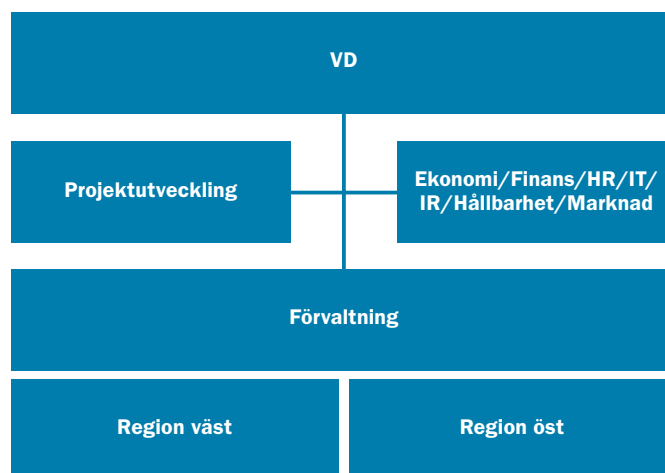 VD
Projektutveckling
Ekonomi/Finans/HR/IT/
IR/Hållbarhet/Marknad
Förvaltning
Region väst
Region öst